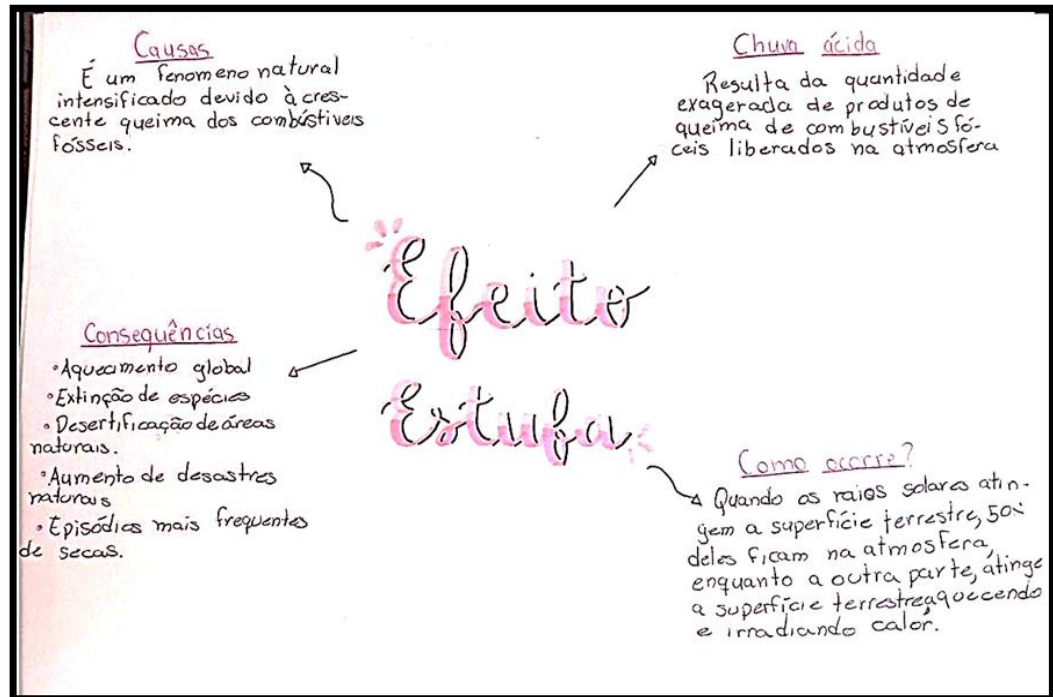 Causas
É um fenomeno natural
intensificado devido à cres-
cente queima dos combústiveis
fósseis.
Chuva ácida
Resulta da quantidade
exagerada de produtos de
queima de combustíveis fó-
ceis liberados na atmosfera
Efeito
Estufa
Consequências
•Aquecimento global
•Extinção de espécies
•Desertificação de áreas
naturais.
•Aumento de desastres
naturais
•Episódios mais frequentes
de secas.
Como ocorre?
Quando os raios solares atin-
gem a superfície terrestre, 50%
deles ficam na atmosfera,
enquanto a outra parte, atinge
a superfície terrestre aquecendo
e irradiando calor.